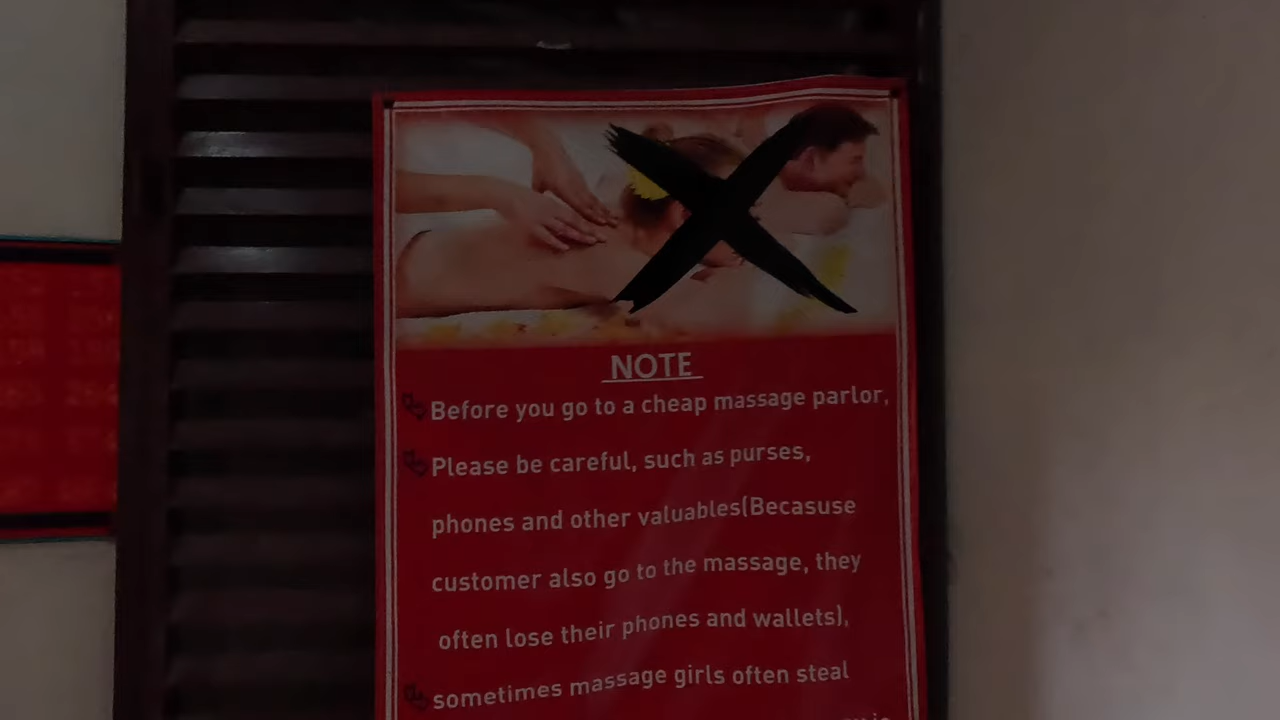 NOTE
Before you go to a cheap massage parlor,
Please be careful, such as purses,
phones and other valuables(Becasuse
customer also go to the massage, they
often lose their phones and wallets),
sometimes massage girls often steal